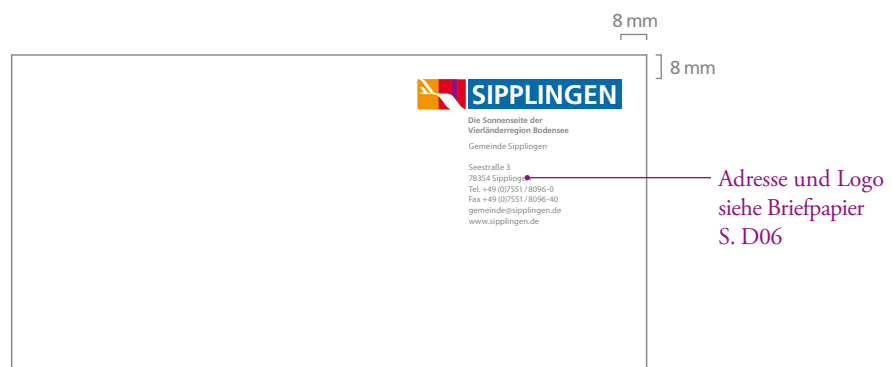 8 mm
8 mm
SIPPLINGEN
Die Sonnenseite der
Vierländerregion Bodensee
Gemeinde Sipplingen
Seestraße 3
78354 Sipplingen
Tel. +49 (0)7551 / 8096-0
Fax +49 (0)7551 / 8096-40
gemeinde@sipplingen.de
www.sipplingen.de
Adresse und Logo
siehe Briefpapier
S. D06